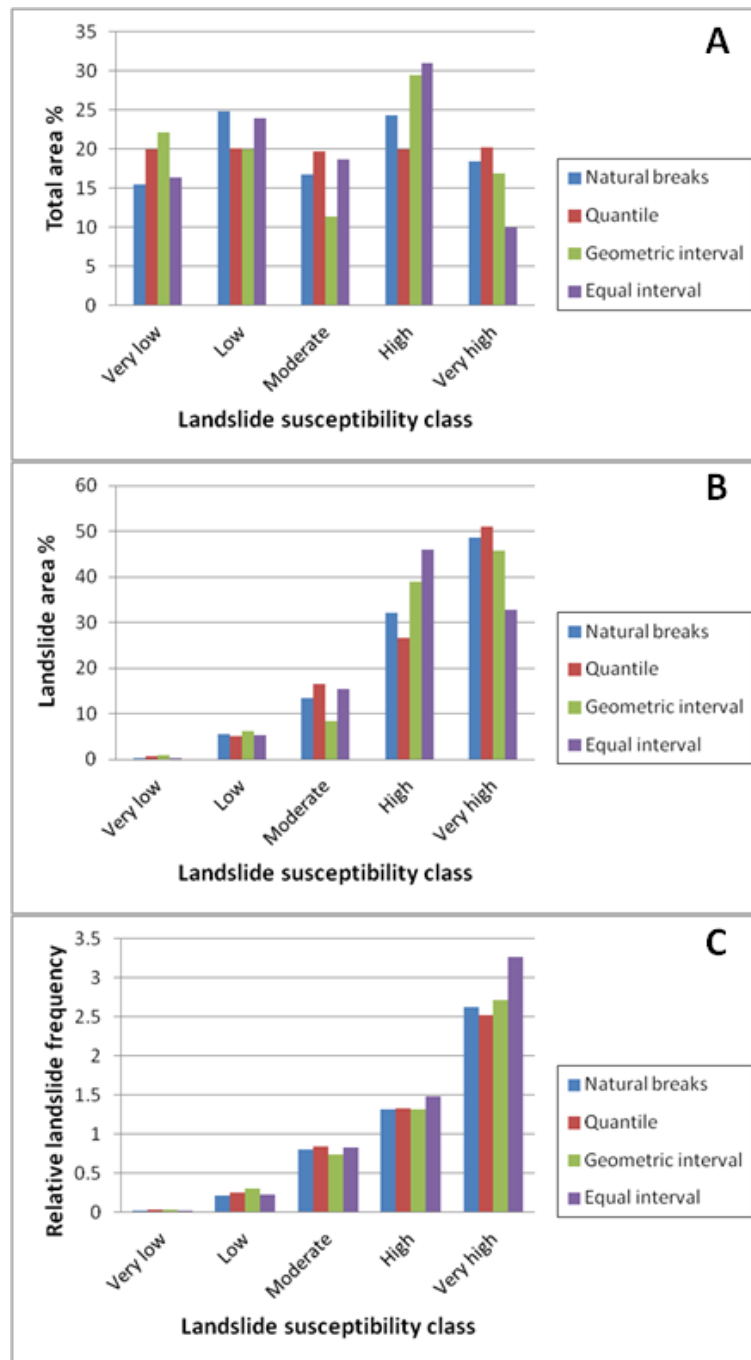 A
Total area %
35
30
25
20
15
10
5
0
Very low
Low
Moderate
High
Very high
Landslide susceptibility class
Natural breaks
Quantile
Geometric interval
Equal interval
B
Landslide area %
60
50
40
30
20
10
0
Very low
Low
Moderate
High
Very high
Landslide susceptibility class
Natural breaks
Quantile
Geometric interval
Equal interval
C
Relative landslide frequency
3.5
3
2.5
2
1.5
1
0.5
0
Very low
Low
Moderate
High
Very high
Landslide susceptibility class
Natural breaks
Quantile
Geometric interval
Equal interval